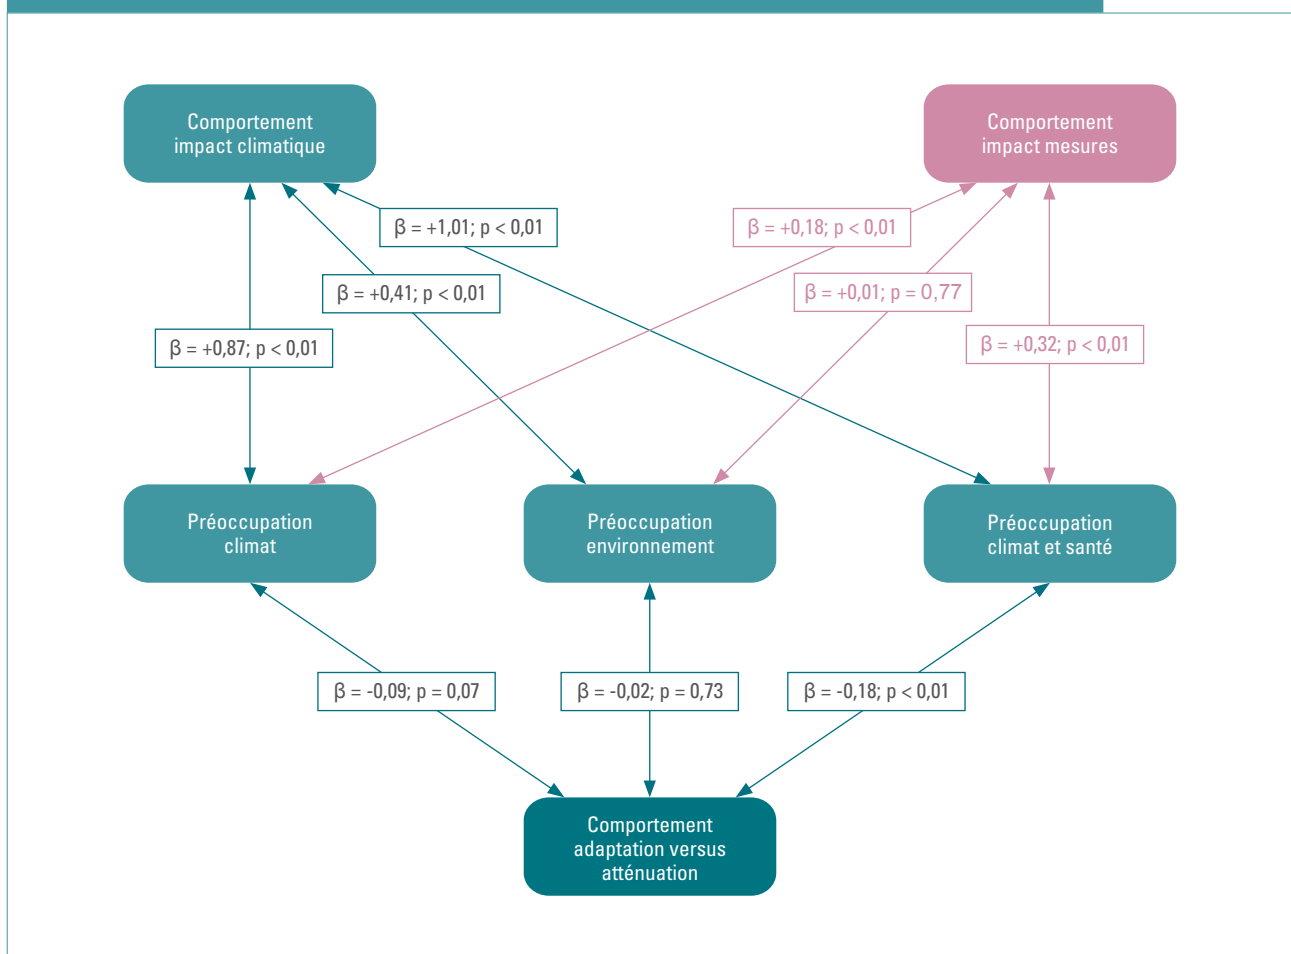 Comportement
impact climatique
Comportement
impact mesures
β = +1,01; p < 0,01
β = +0,18; p < 0,01
β = +0,41; p < 0,01
β = +0,01; p = 0,77
β = +0,87; p < 0,01
β = +0,32; p < 0,01
Préoccupation
climat
Préoccupation
environnement
Préoccupation
climat et santé
β = -0,09; p = 0,07
β = -0,02; p = 0,73
β = -0,18; p < 0,01
Comportement
adaptation versus
atténuation